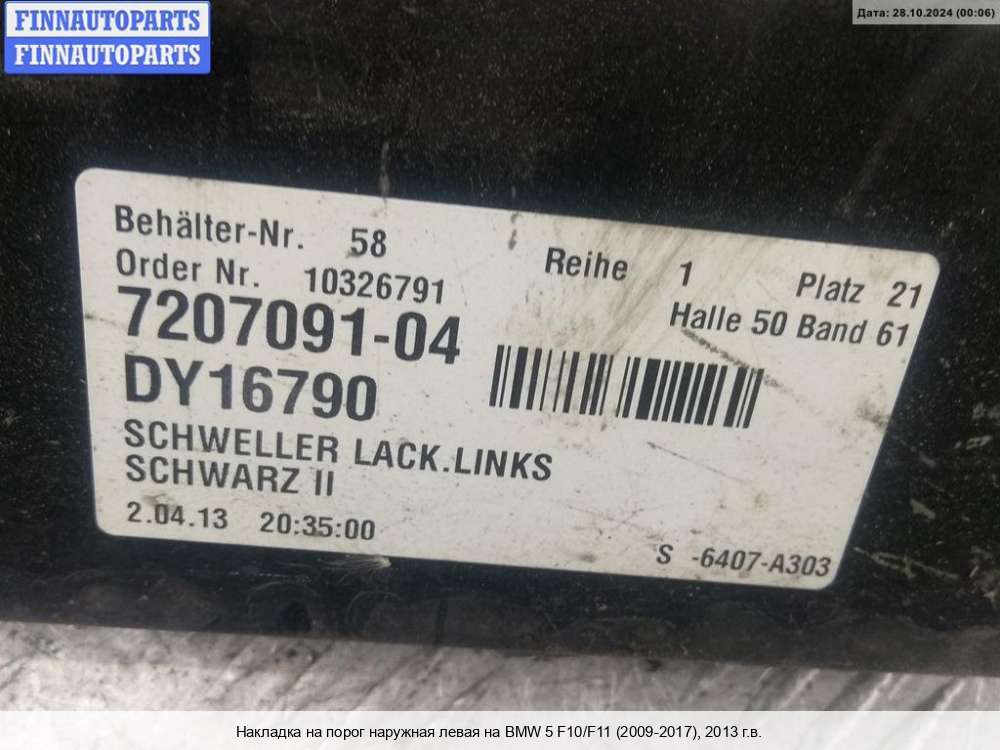 FINNAUTOPARTS
FINNAUTOPARTS
Дата: 28.10.2024 (00:06)
Behälter-Nr. 58 Reihe 1 Platz 21
Order Nr. 10326791 Halle 50 Band 61
7207091-04
DY16790
SCHWELLER LACK.LINKS
SCHWARZ II
2.04.13 20:35:00
S -6407-A303
Накладка на порог наружная левая на BMW 5 F10/F11 (2009-2017), 2013 г.в.